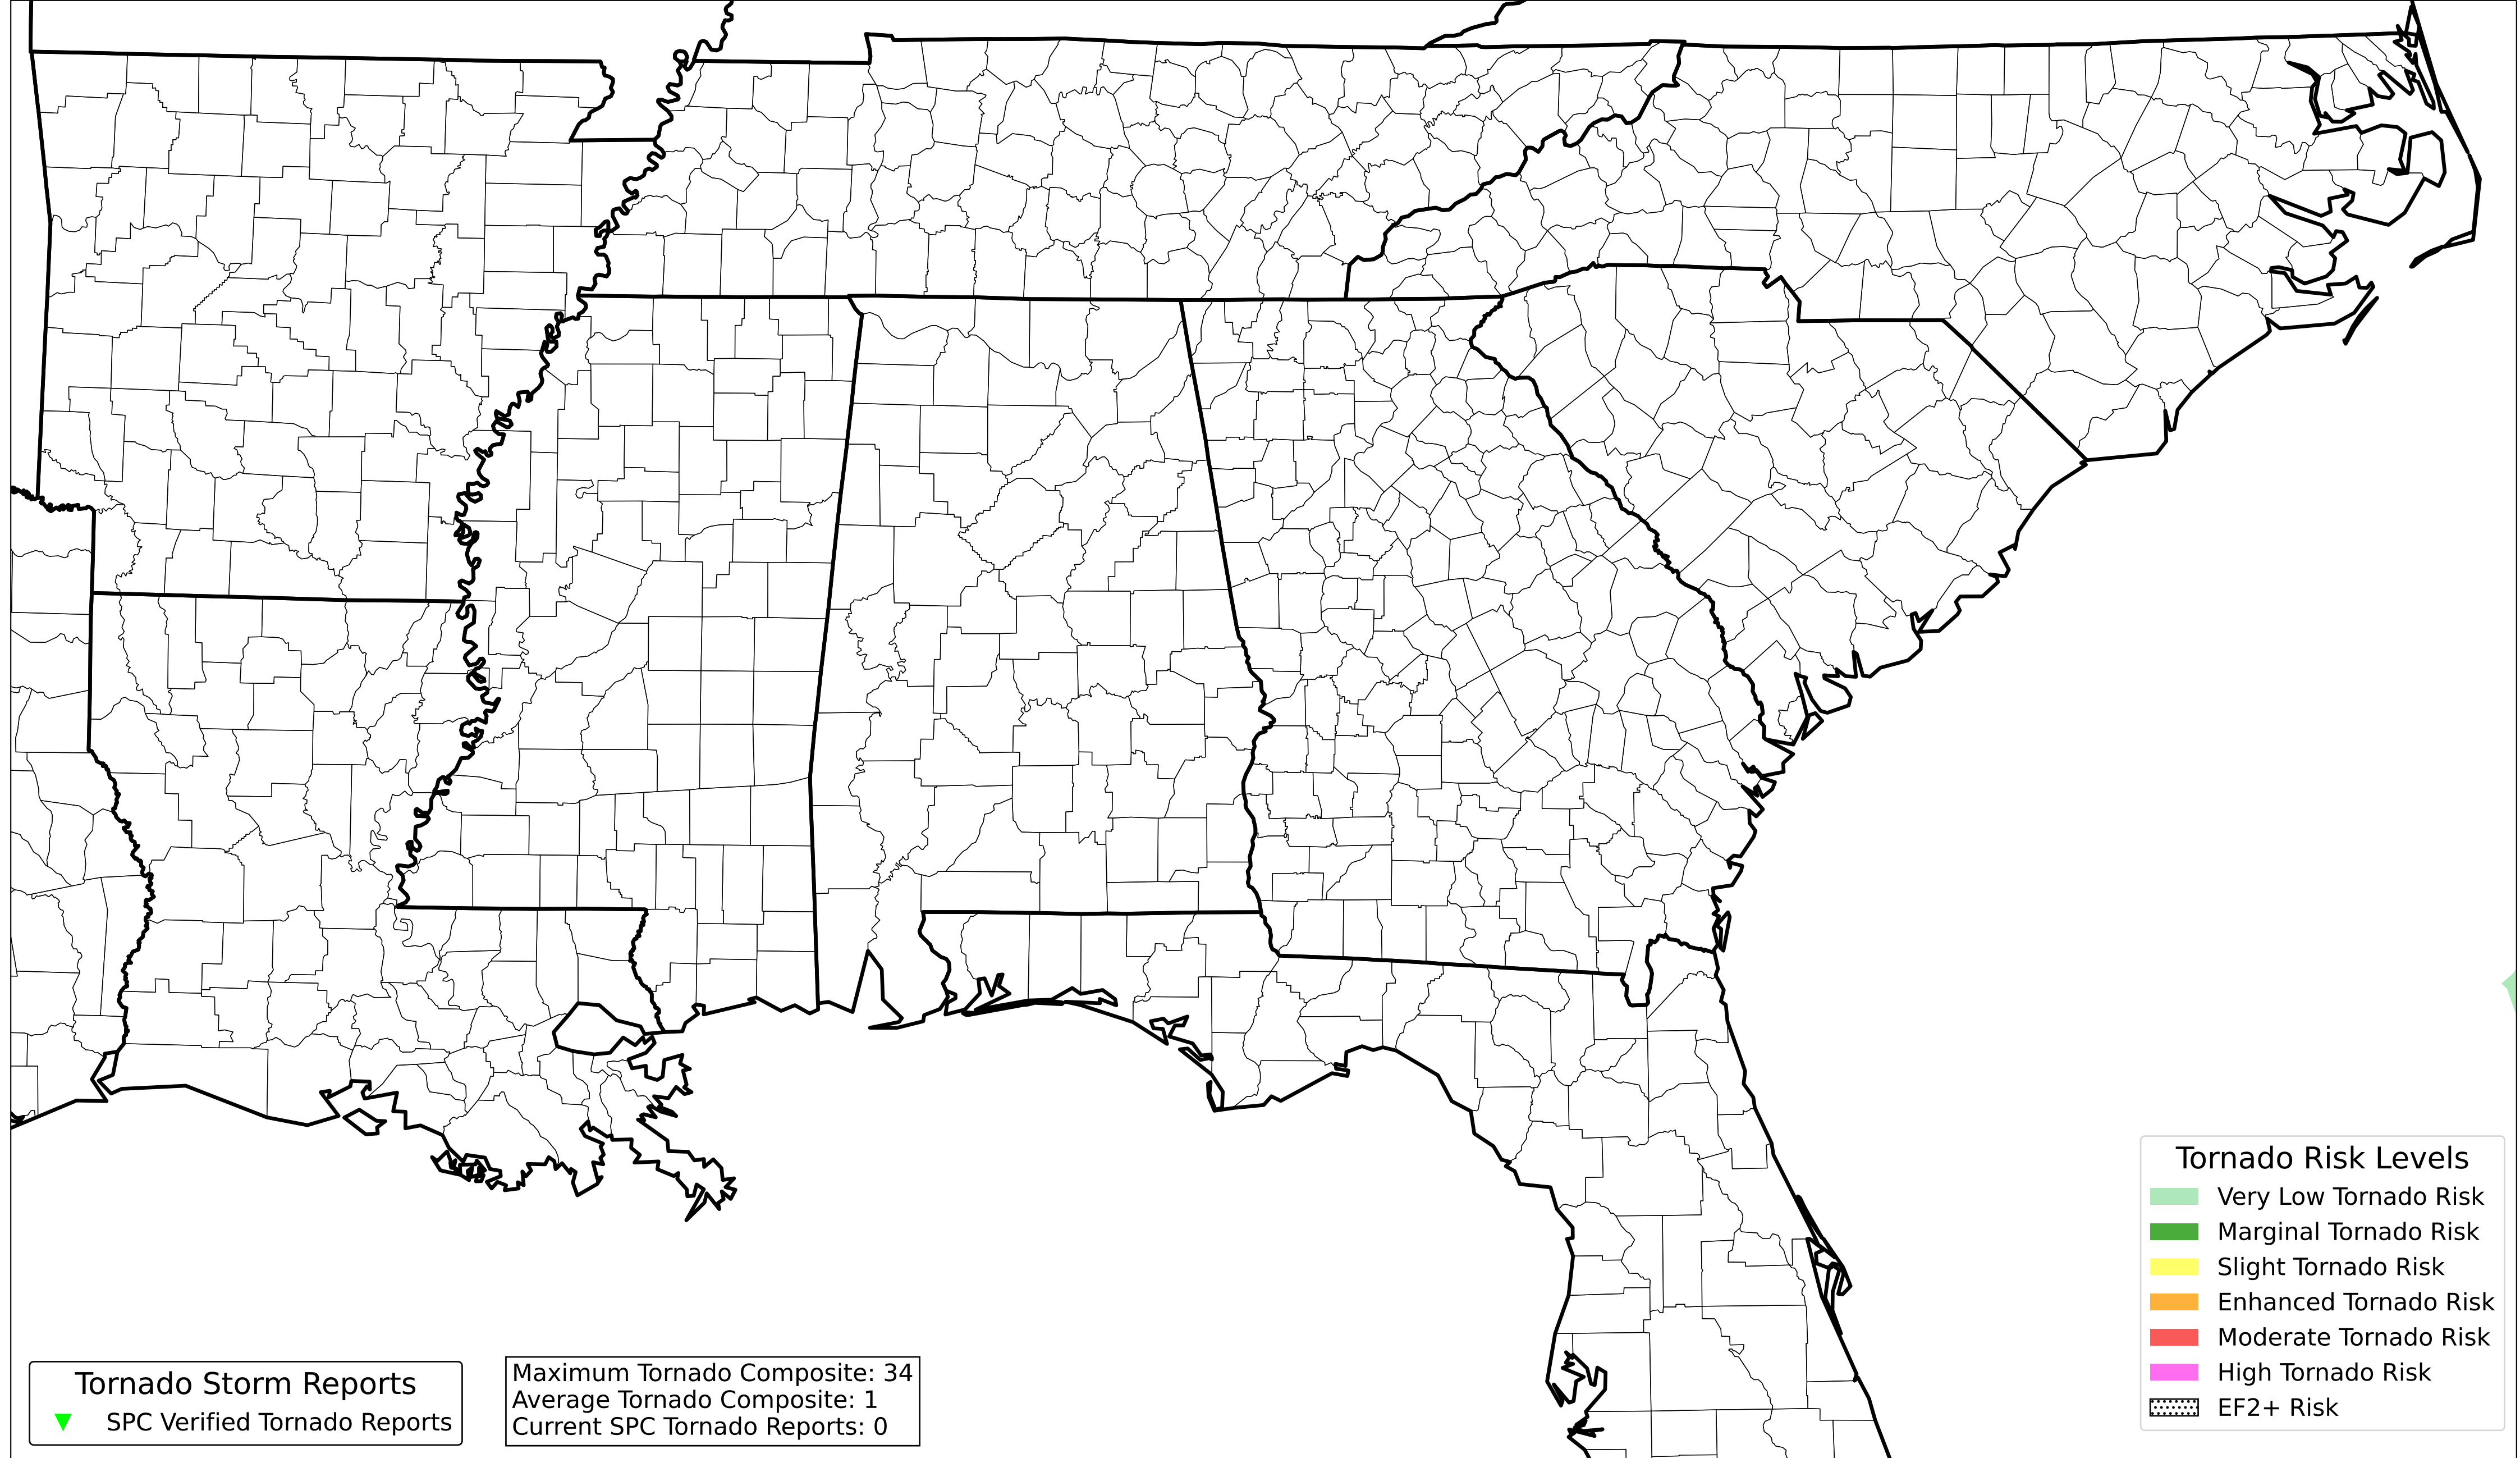 Tornado Risk Levels
Very Low Tornado Risk
Marginal Tornado Risk
Slight Tornado Risk
Enhanced Tornado Risk
Moderate Tornado Risk
High Tornado Risk
EF2+ Risk
Tornado Storm Reports
SPC Verified Tornado Reports
Maximum Tornado Composite: 34
Average Tornado Composite: 1
Current SPC Tornado Reports: 0